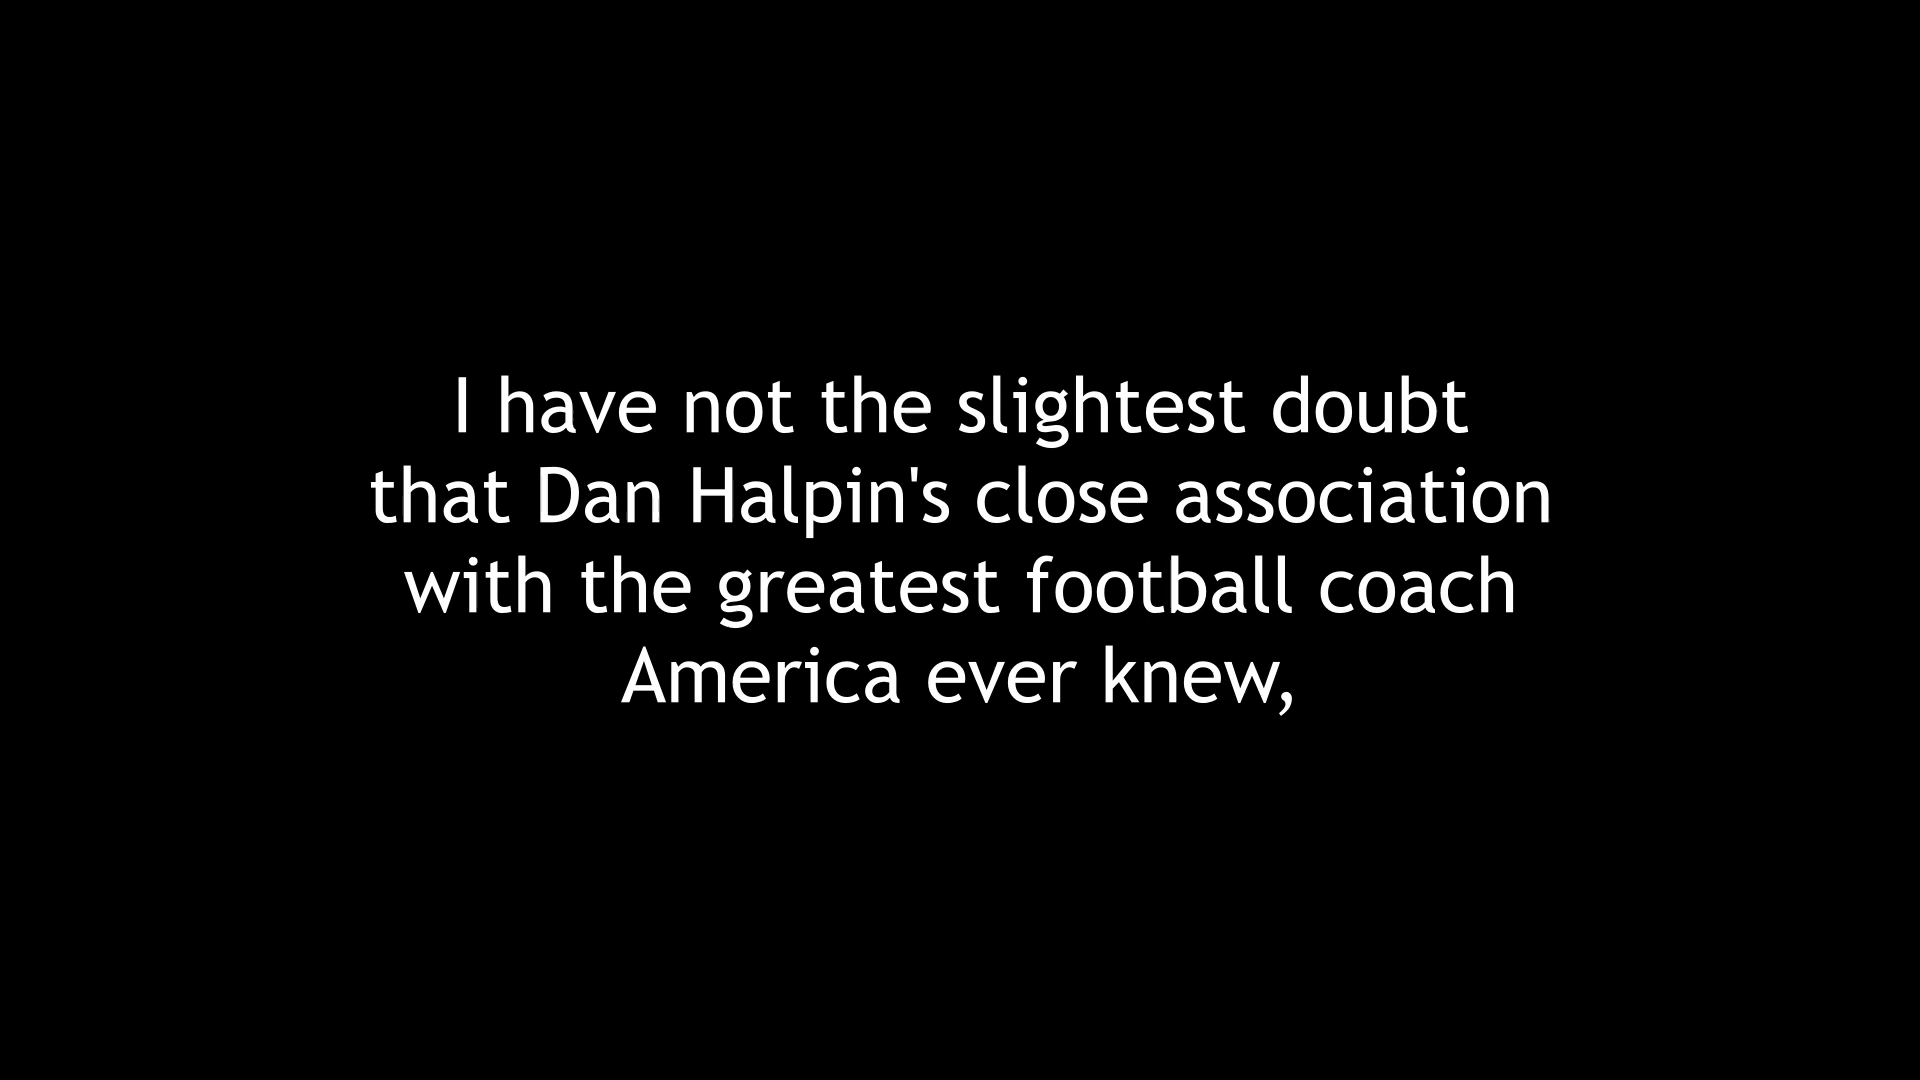 I have not the slightest doubt
that Dan Halpin's close association
with the greatest football coach
America ever knew,